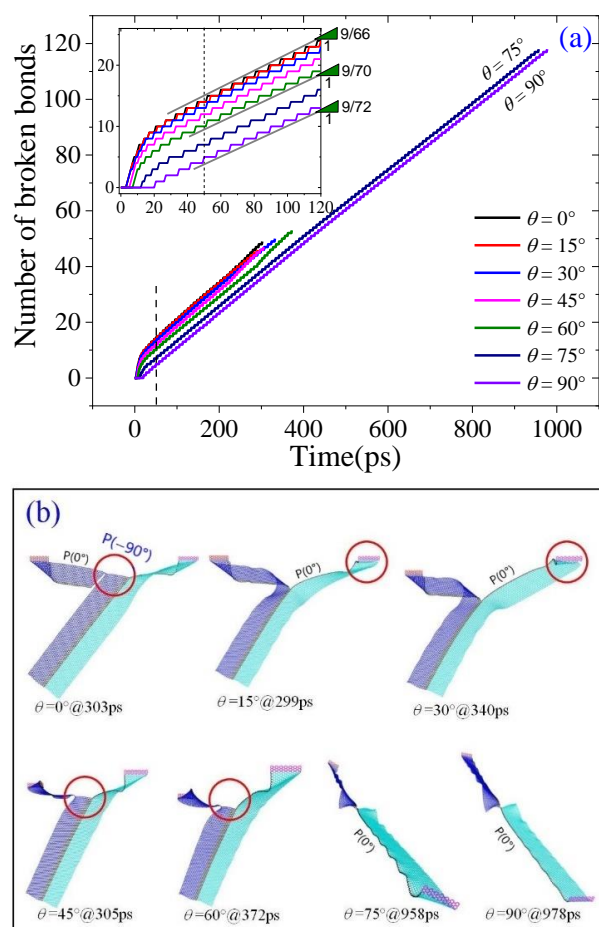 (a)
120
100
80
60
40
20
0
Number of broken bonds
20
10
0
0 20 40 60 80 100 120
9/66
1
9/70
1
9/72
1
θ = 75°
θ = 90°
θ = 0°
θ = 15°
θ = 30°
θ = 45°
θ = 60°
θ = 75°
θ = 90°
0 200 400 600 800 1000
Time(ps)
(b)
P(0°)
P(−90°)
P(0°)
P(0°)
θ=0°@303ps
θ=15°@299ps
θ=30°@340ps
P(0°)
P(0°)
θ=45°@305ps
θ=60°@372ps
θ=75°@958ps
θ=90°@978ps